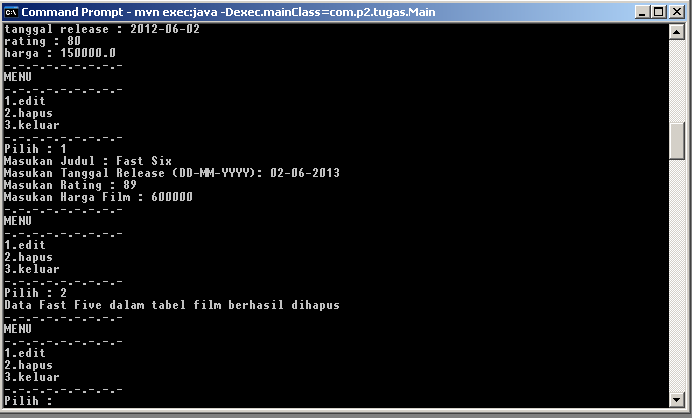 Command Prompt - mvn exec:java -Dexec.mainClass=com.p2.tugas.Main
tanggal release : 2012-06-02
rating : 80
harga : 150000.0
-.-.-.-.-.-.-
MENU
-.-.-.-.-.-.-
1.edit
2.hapus
3.keluar
-.-.-.-.-.-.-
Pilih : 1
Masukan Judul : Fast Six
Masukan Tanggal Release (DD-MM-YYYY): 02-06-2013
Masukan Rating : 89
Masukan Harga Film : 600000
-.-.-.-.-.-.-
MENU
-.-.-.-.-.-.-
1.edit
2.hapus
3.keluar
-.-.-.-.-.-.-
Pilih : 2
Data Fast Five dalam tabel film berhasil dihapus
-.-.-.-.-.-.-
MENU
-.-.-.-.-.-.-
1.edit
2.hapus
3.keluar
-.-.-.-.-.-.-
Pilih :